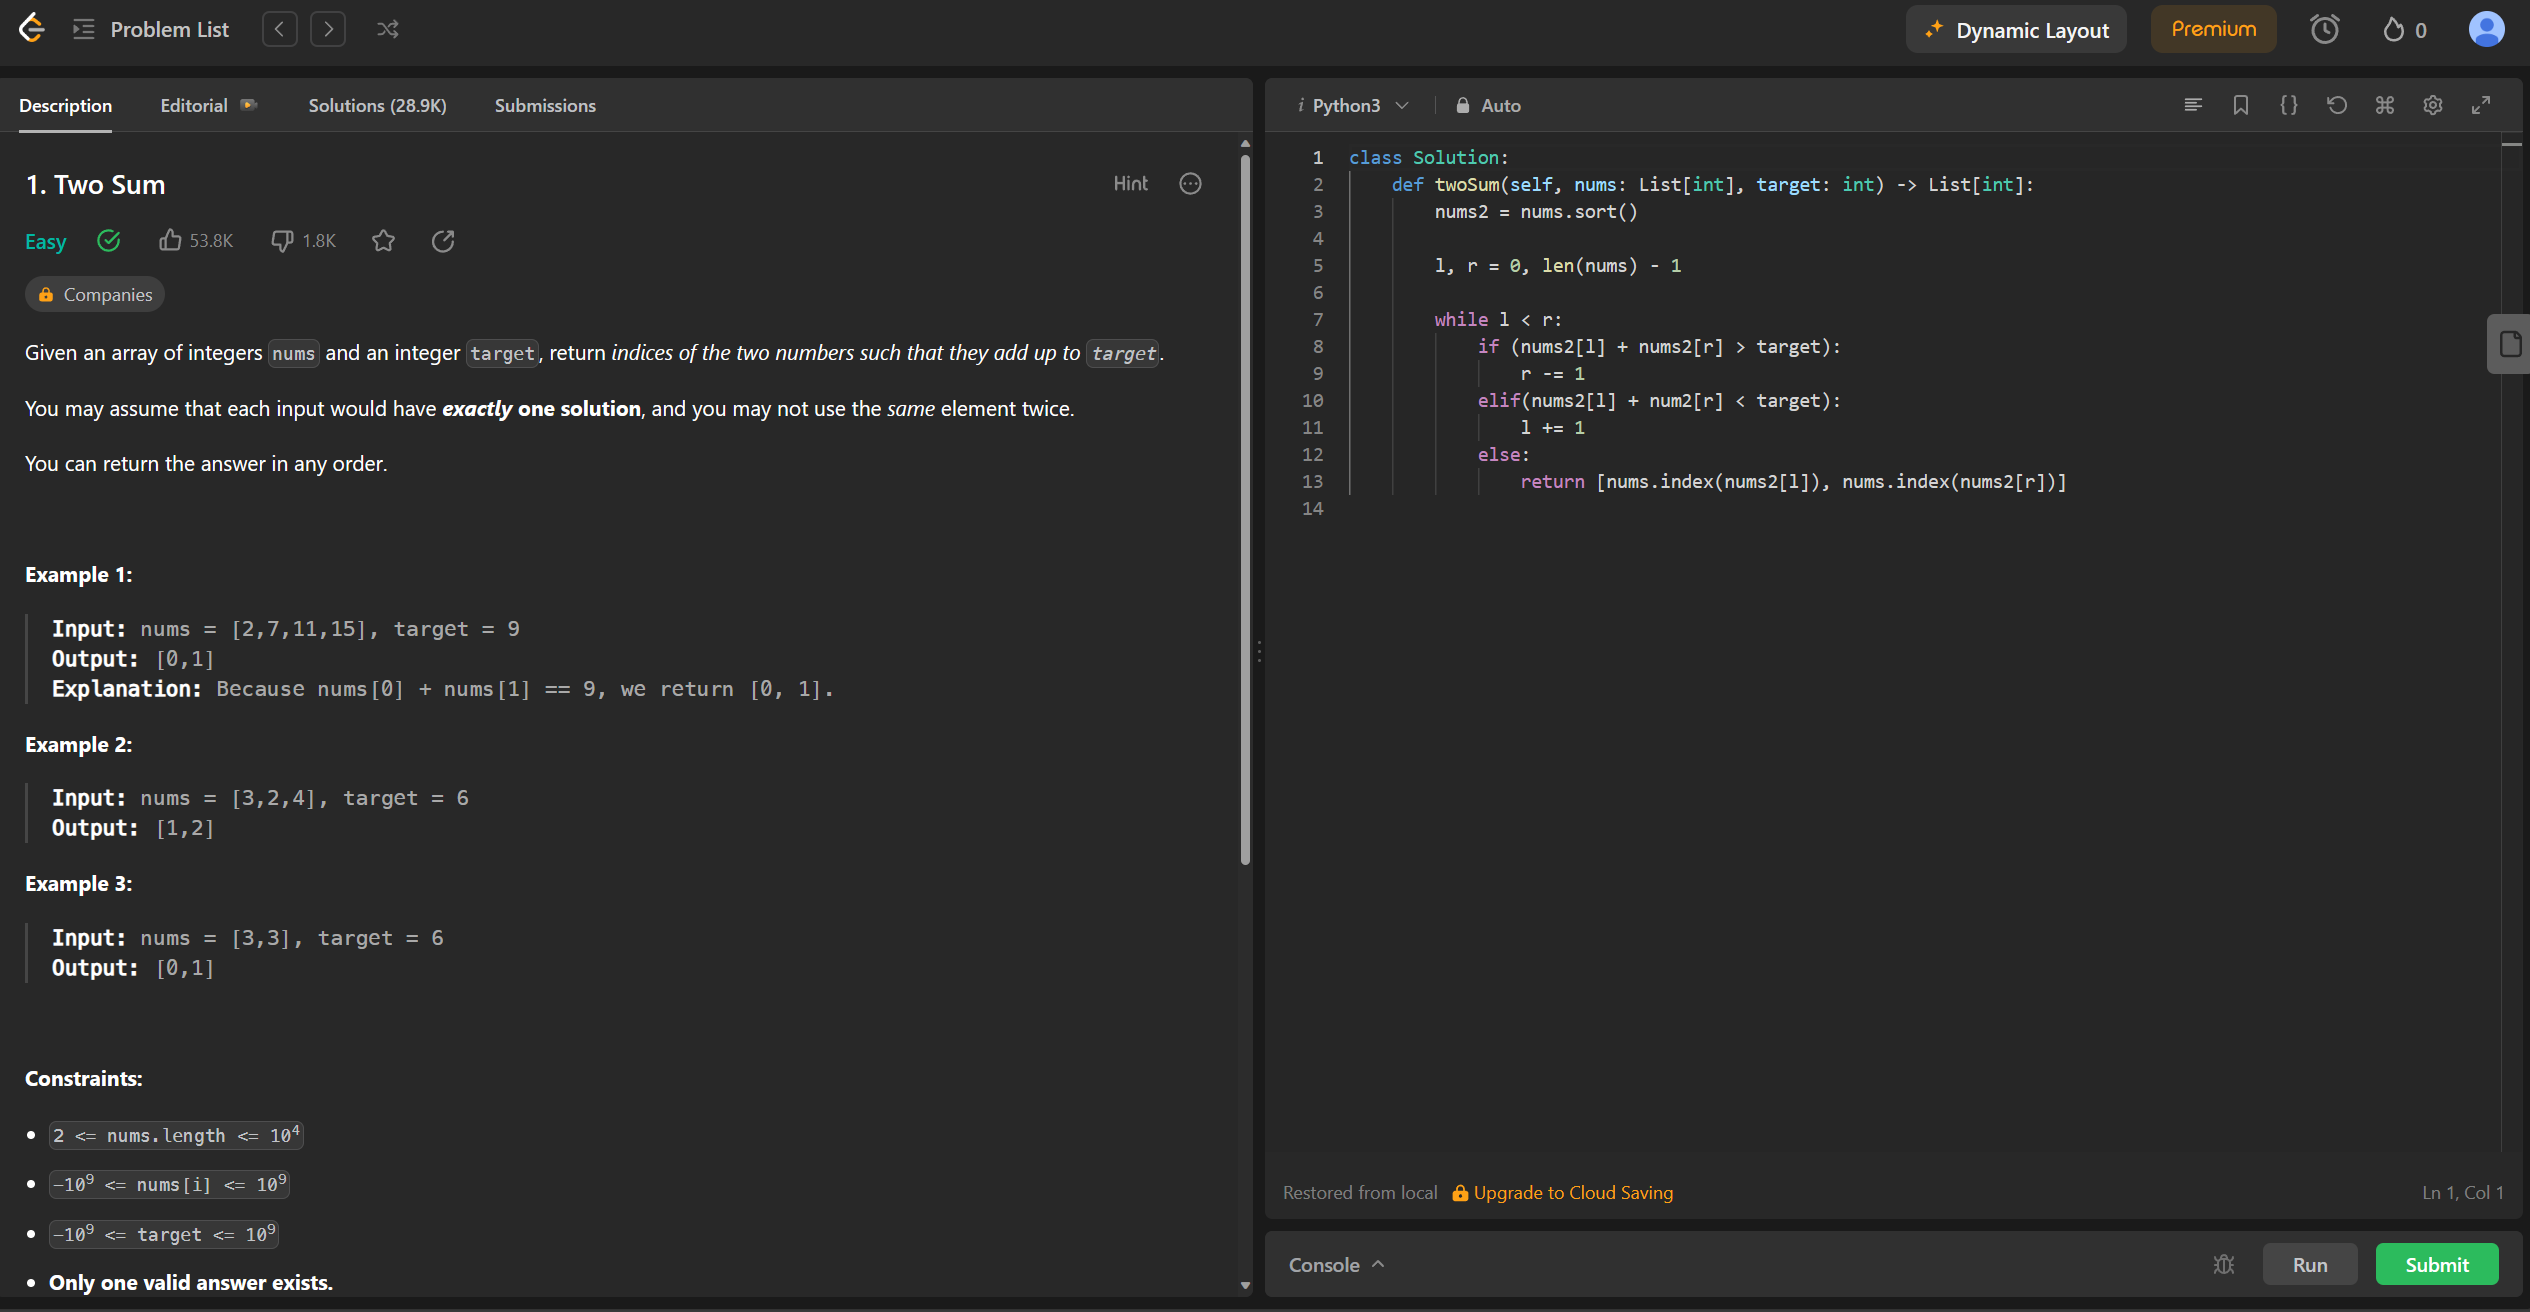 Problem List
Dynamic Layout
Premium
0
Description Editorial Solutions (28.9K) Submissions
1. Two Sum
Hint
Easy 53.8K 1.8K
Companies
Given an array of integers nums and an integer target, return indices of the two numbers such that they add up to target.
You may assume that each input would have exactly one solution, and you may not use the same element twice.
You can return the answer in any order.
Example 1:
Input: nums = [2,7,11,15], target = 9
Output: [0,1]
Explanation: Because nums[0] + nums[1] == 9, we return [0, 1].
Example 2:
Input: nums = [3,2,4], target = 6
Output: [1,2]
Example 3:
Input: nums = [3,3], target = 6
Output: [0,1]
Constraints:
• 2 <= nums.length <= 10⁴
• -10⁹ <= nums[i] <= 10⁹
• -10⁹ <= target <= 10⁹
• Only one valid answer exists.
i Python3 Auto
1 class Solution:
2     def twoSum(self, nums: List[int], target: int) -> List[int]:
3         nums2 = nums.sort()
4
5         l, r = 0, len(nums) - 1
6
7         while l < r:
8             if (nums2[l] + nums2[r] > target):
9                 r -= 1
10             elif(nums2[l] + num2[r] < target):
11                 l += 1
12             else:
13                 return [nums.index(nums2[l]), nums.index(nums2[r])]
14
Restored from local Upgrade to Cloud Saving
Ln 1, Col 1
Console
Run
Submit